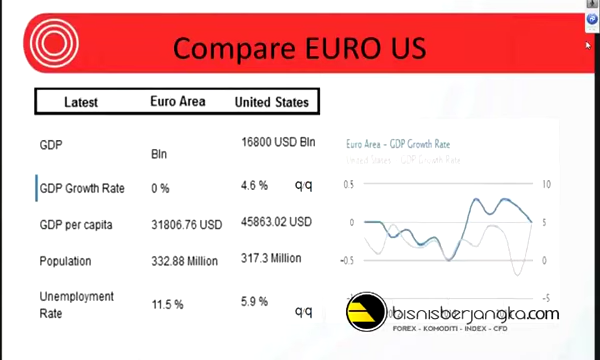 Compare EURO US
Latest Euro Area United States
GDP Bln 16800 USD Bln
GDP Growth Rate 0 % 4.6 % q/q
GDP per capita 31806.76 USD 45863.02 USD
Population 332.88 Million 317.3 Million
Unemployment Rate 11.5 % 5.9 % q/q
Euro Area - GDP Growth Rate
United States - GDP Growth Rate
0.5 10
0 5
-0.5 0
-5
bisnisberjangka.com
FOREX - KOMODITI - INDEX - CFD